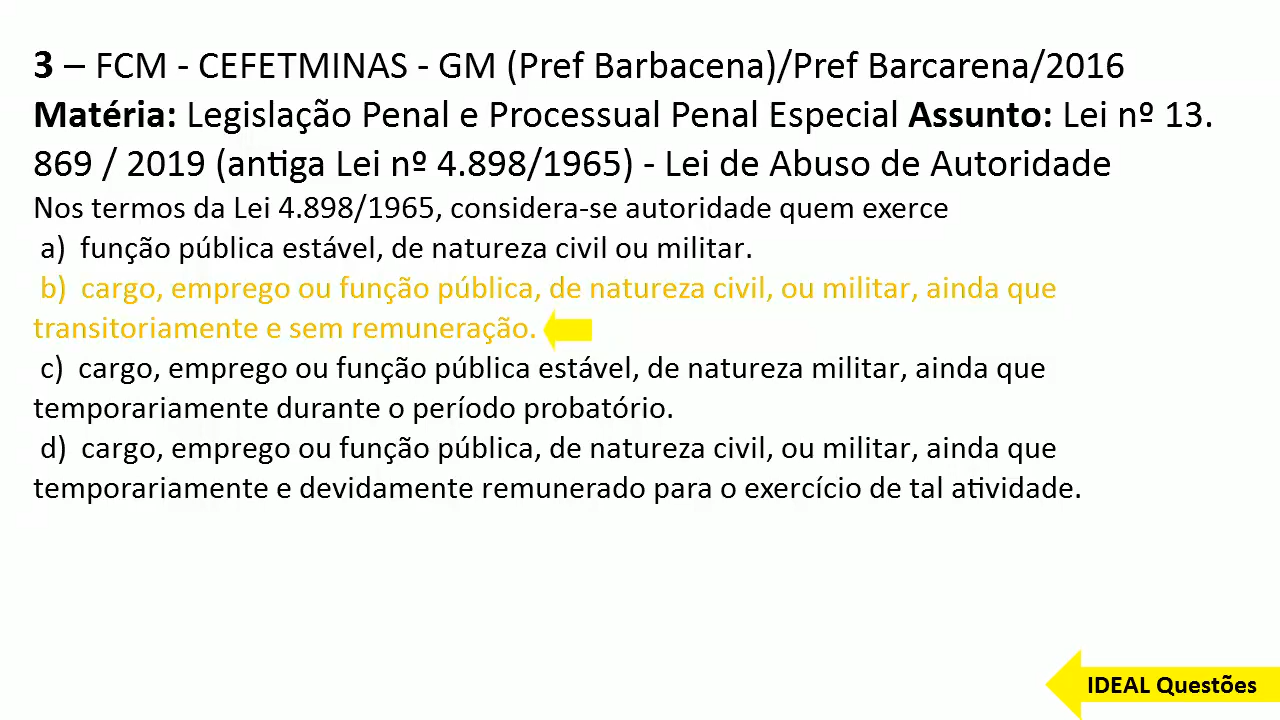 3 – FCM - CEFETMINAS - GM (Pref Barbacena)/Pref Barcarena/2016
Matéria: Legislação Penal e Processual Penal Especial Assunto: Lei nº 13.
869 / 2019 (antiga Lei nº 4.898/1965) - Lei de Abuso de Autoridade
Nos termos da Lei 4.898/1965, considera-se autoridade quem exerce
a) função pública estável, de natureza civil ou militar.
b) cargo, emprego ou função pública, de natureza civil, ou militar, ainda que
transitoriamente e sem remuneração.
c) cargo, emprego ou função pública estável, de natureza militar, ainda que
temporariamente durante o período probatório.
d) cargo, emprego ou função pública, de natureza civil, ou militar, ainda que
temporariamente e devidamente remunerado para o exercício de tal atividade.
IDEAL Questões